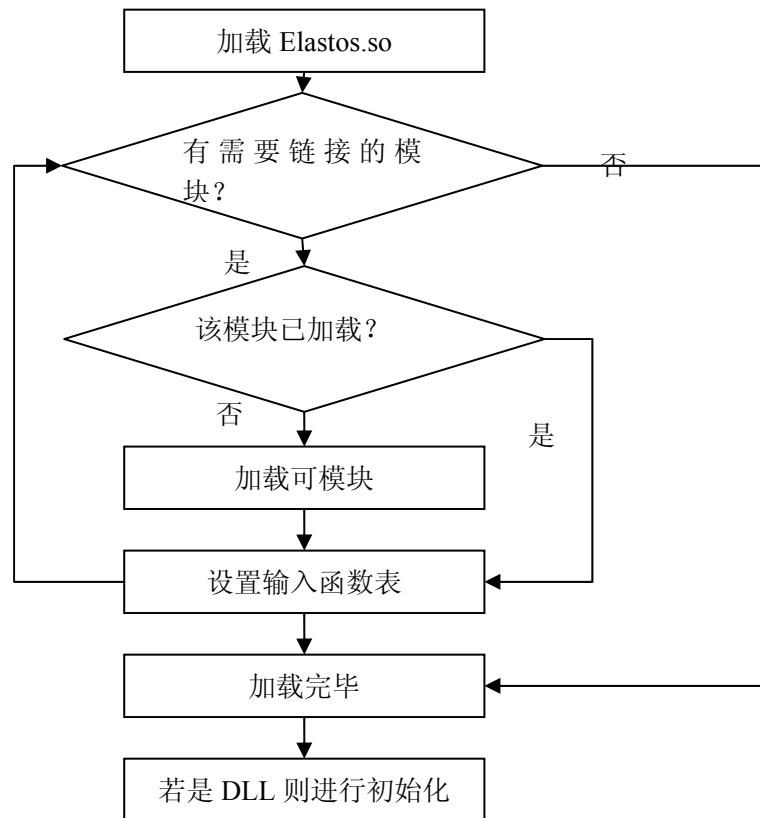 加载 Elastos.so
有需要链接的模
块?
否
是
该模块已加载?
否
是
加载可模块
设置输入函数表
加载完毕
若是 DLL 则进行初始化